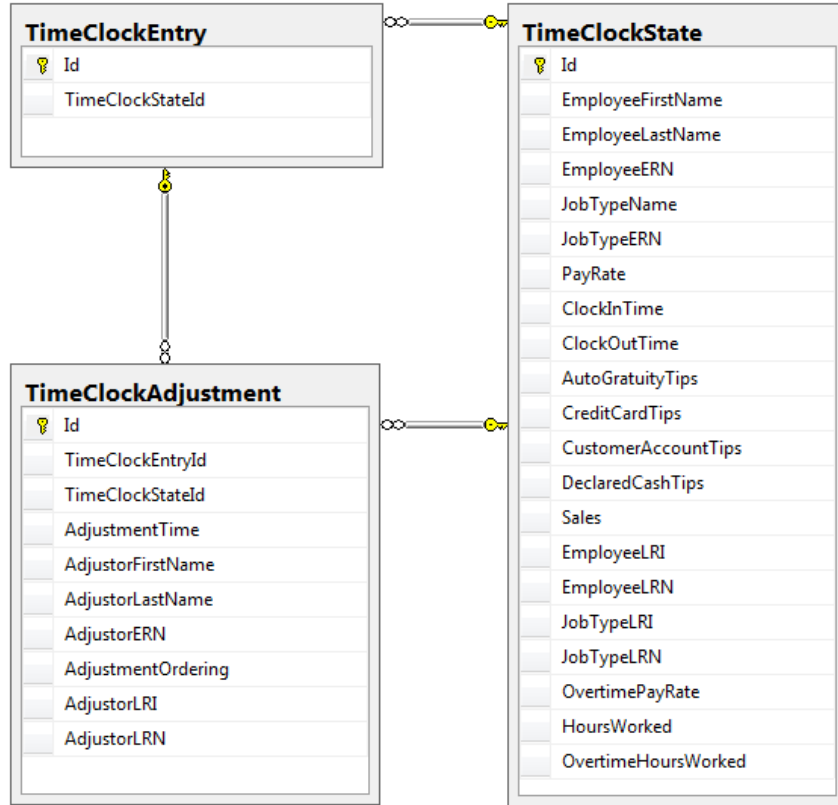 TimeClockEntry
Id
TimeClockStateId
TimeClockAdjustment
Id
TimeClockEntryId
TimeClockStateId
AdjustmentTime
AdjustorFirstName
AdjustorLastName
AdjustorERN
AdjustmentOrdering
AdjustorLRI
AdjustorLRN
TimeClockState
Id
EmployeeFirstName
EmployeeLastName
EmployeeERN
JobTypeName
JobTypeERN
PayRate
ClockInTime
ClockOutTime
AutoGratuityTips
CreditCardTips
CustomerAccountTips
DeclaredCashTips
Sales
EmployeeLRI
EmployeeLRN
JobTypeLRI
JobTypeLRN
OvertimePayRate
HoursWorked
OvertimeHoursWorked